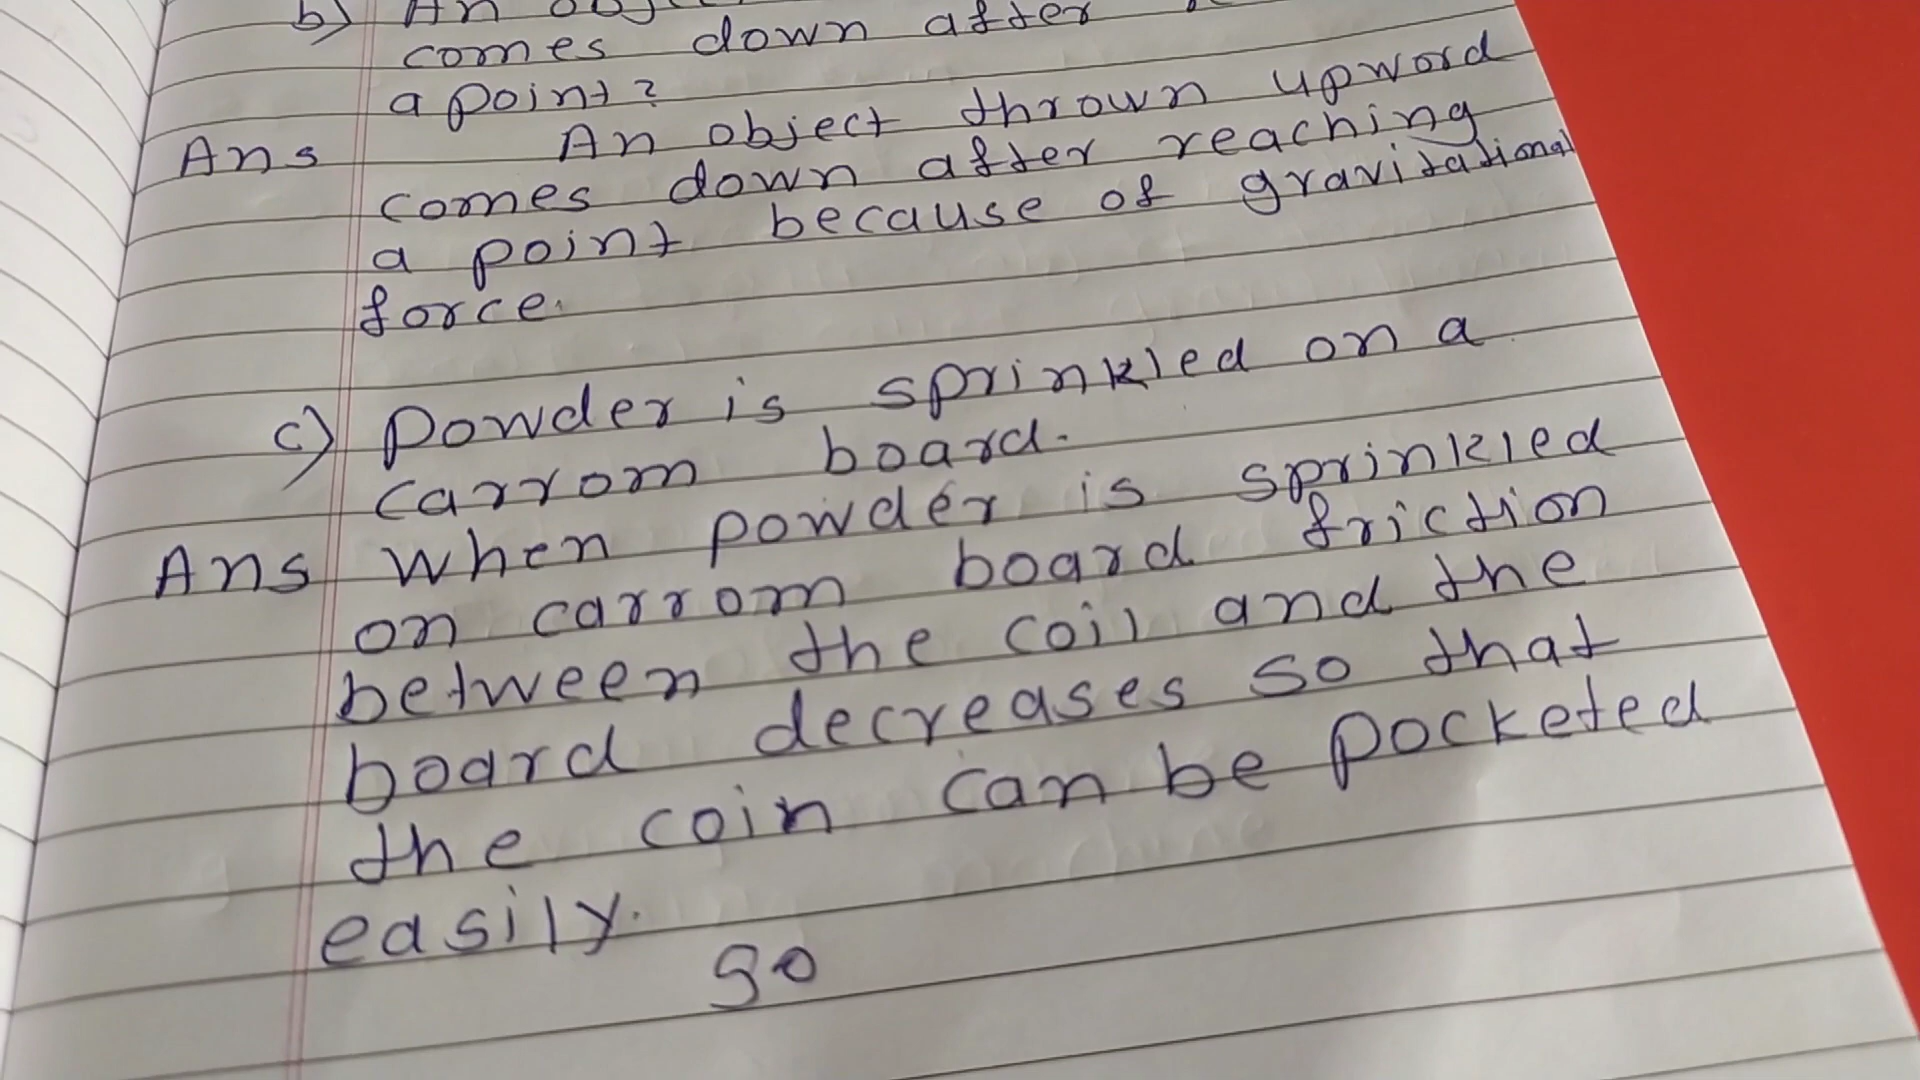 b) An
comes down after
a point?
Ans An object thrown upword
comes down after reaching
a point because of gravitational
force.
c) Powder is sprinkled on a
carrom board.
Ans when powder is sprinkled
on carrom board friction
between the coil and the
board decreases so that
the coin can be pocketed
easily.
go